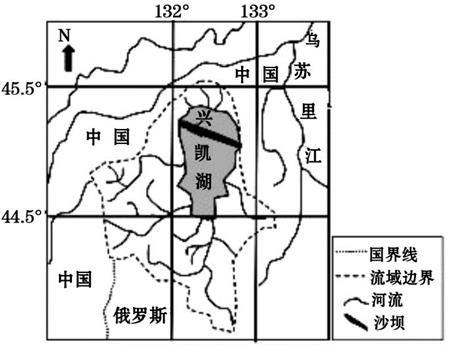 132° 133°
N
乌
苏
里
江
中 国
45.5°
中 国
兴
凯
湖
44.5°
中国
俄罗斯
国界线
流域边界
河流
沙坝